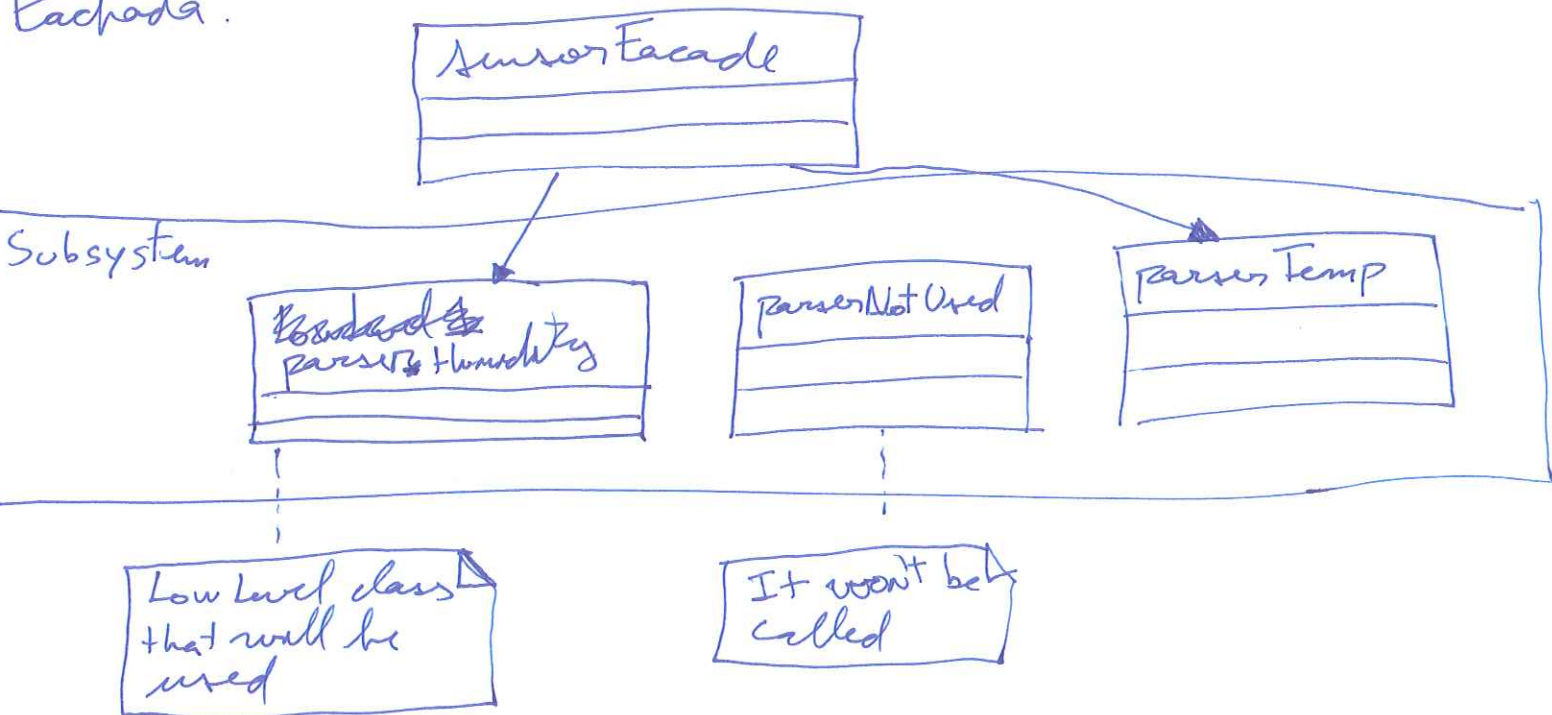 Fachada.
sensorFacade
Subsystem
parserHumidity
parserNotUsed
parserTemp
Low Level class
that will be
used
It won't be
called